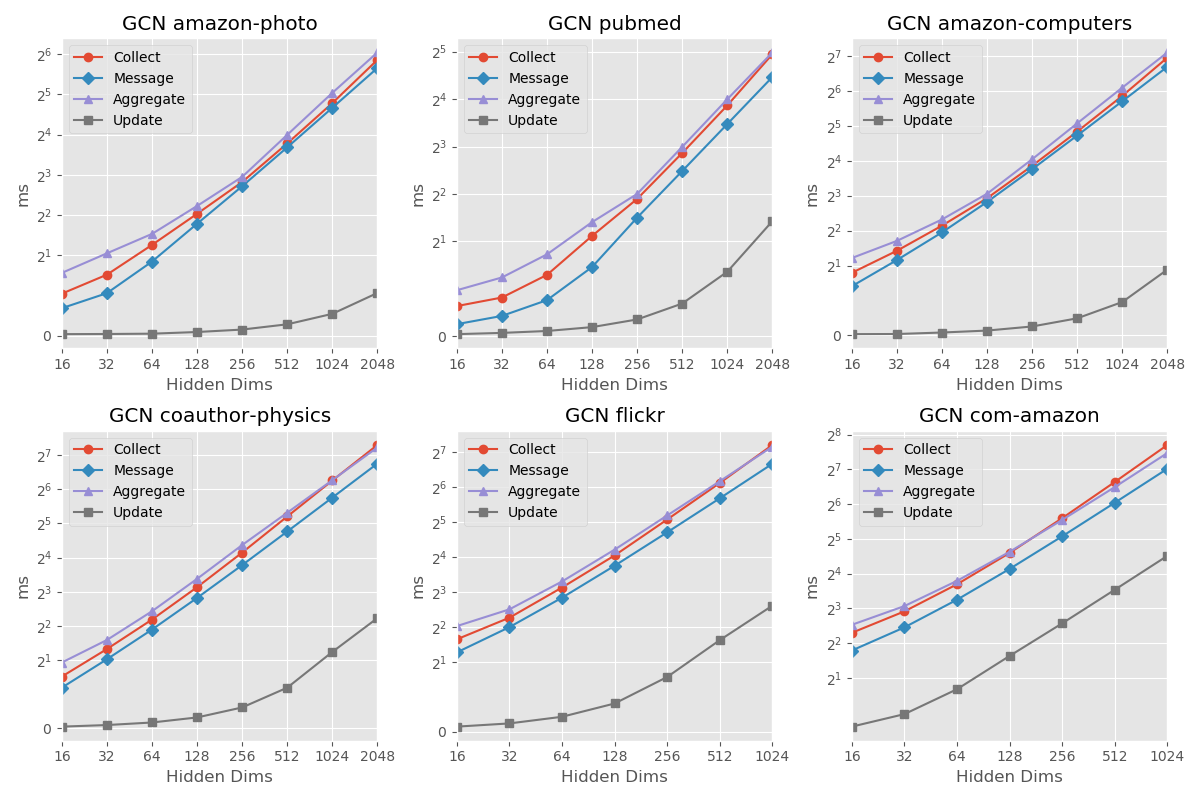 GCN amazon-photo
Collect
Message
Aggregate
Update
2^6
2^5
2^4
2^3
2^2
2^1
0
ms
16 32 64 128 256 512 1024 2048
Hidden Dims
GCN pubmed
Collect
Message
Aggregate
Update
2^5
2^4
2^3
2^2
2^1
0
ms
16 32 64 128 256 512 1024 2048
Hidden Dims
GCN amazon-computers
Collect
Message
Aggregate
Update
2^7
2^6
2^5
2^4
2^3
2^2
2^1
0
ms
16 32 64 128 256 512 1024 2048
Hidden Dims
GCN coauthor-physics
Collect
Message
Aggregate
Update
2^7
2^6
2^5
2^4
2^3
2^2
2^1
0
ms
16 32 64 128 256 512 1024 2048
Hidden Dims
GCN flickr
Collect
Message
Aggregate
Update
2^7
2^6
2^5
2^4
2^3
2^2
2^1
0
ms
16 32 64 128 256 512 1024
Hidden Dims
GCN com-amazon
Collect
Message
Aggregate
Update
2^8
2^7
2^6
2^5
2^4
2^3
2^2
2^1
ms
16 32 64 128 256 512 1024
Hidden Dims